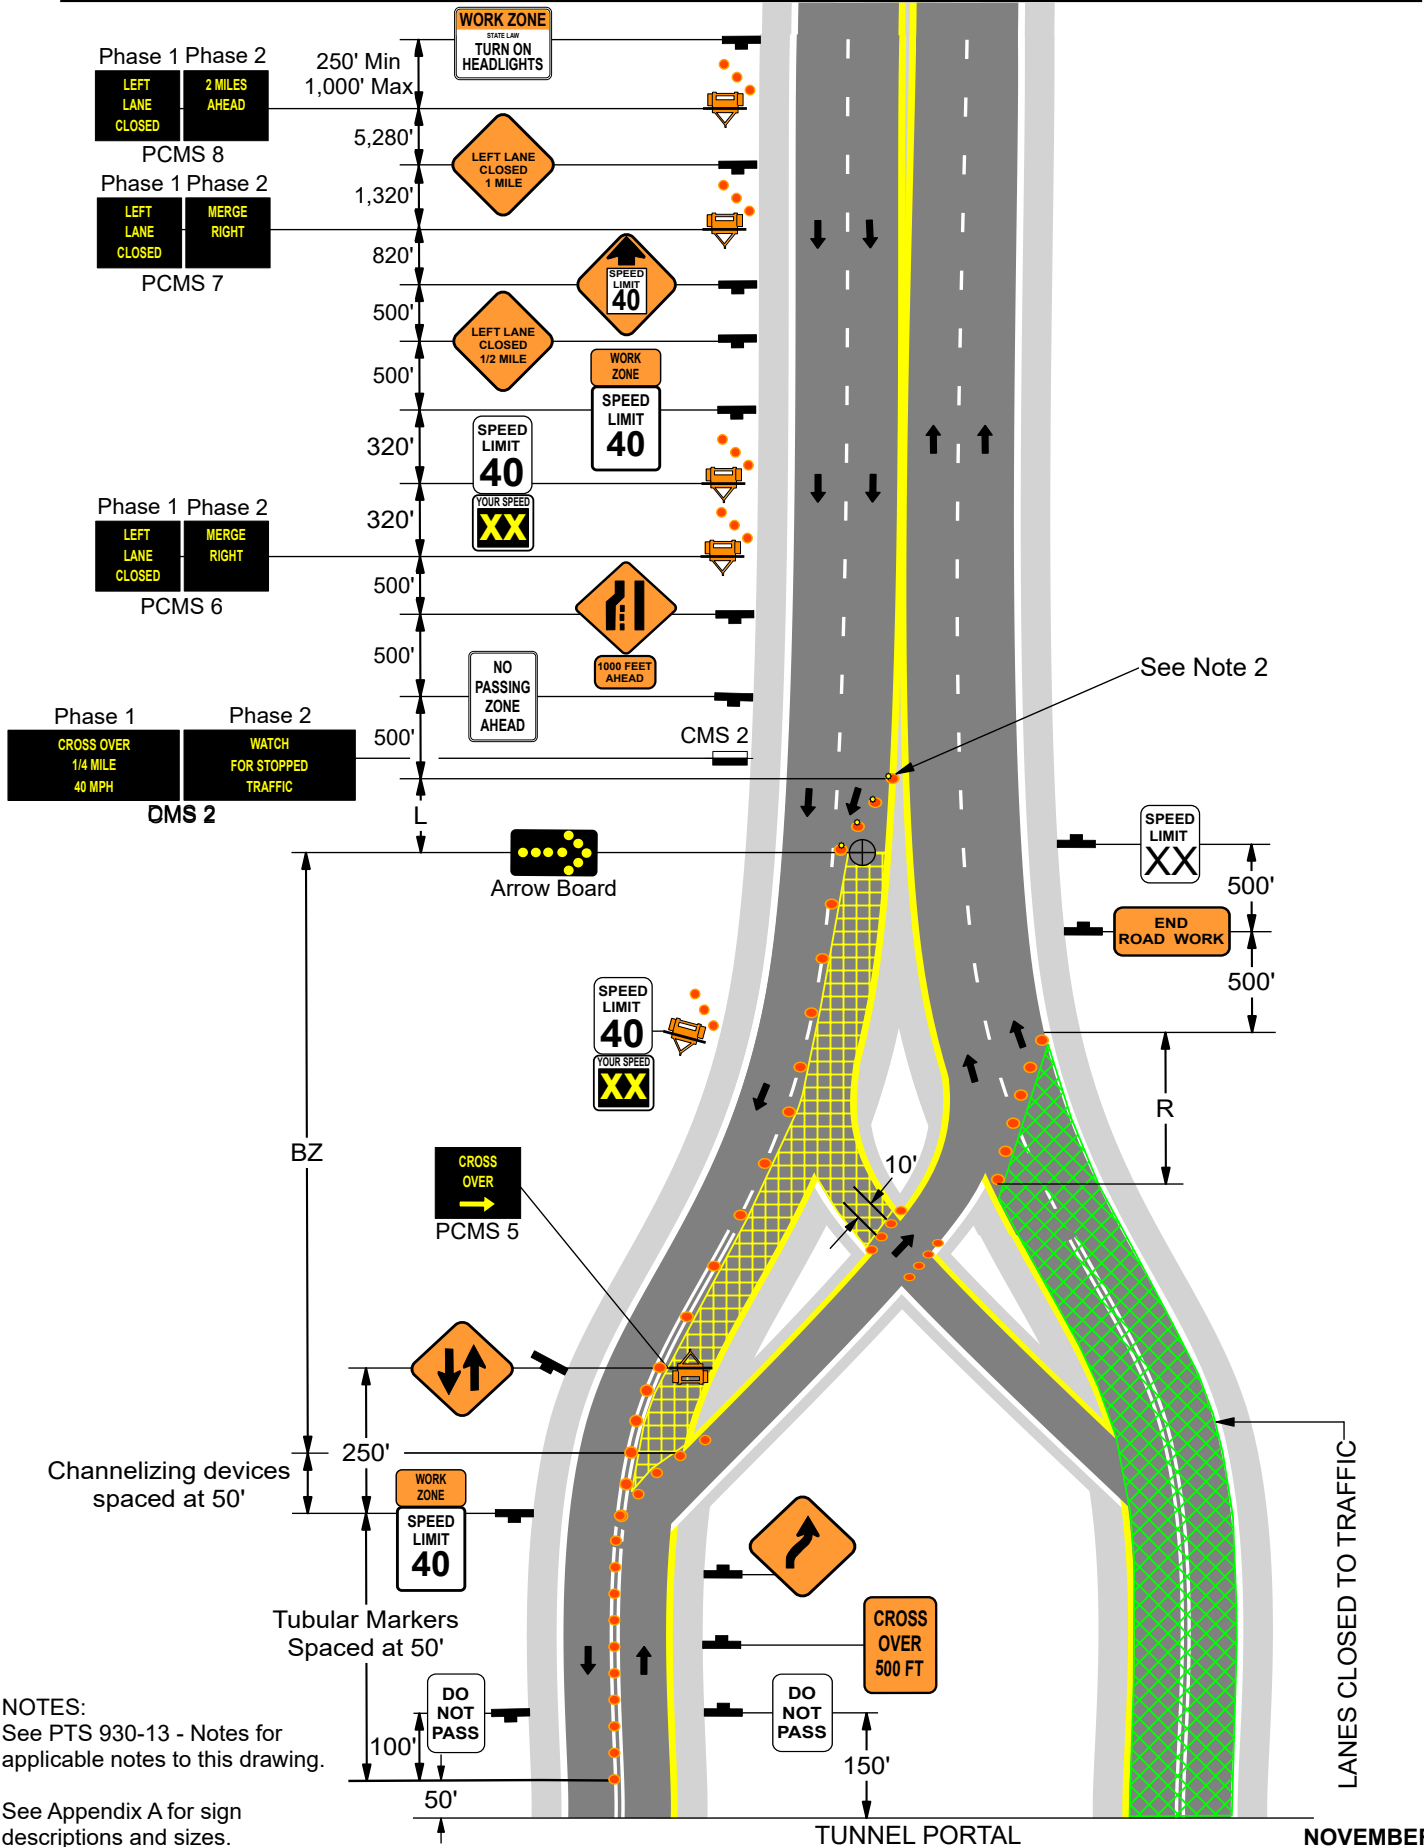 WORK ZONE
STATE LAW
TURN ON
HEADLIGHTS
Phase 1 Phase 2
LEFT
LANE
CLOSED
2 MILES
AHEAD
PCMS 8
250' Min
1,000' Max
5,280'
LEFT LANE
CLOSED
1 MILE
1,320'
Phase 1 Phase 2
LEFT
LANE
CLOSED
MERGE
RIGHT
PCMS 7
820'
SPEED
LIMIT
40
500'
LEFT LANE
CLOSED
1/2 MILE
500'
WORK
ZONE
SPEED
LIMIT
40
320'
SPEED
LIMIT
40
YOUR SPEED
XX
320'
Phase 1 Phase 2
LEFT
LANE
CLOSED
MERGE
RIGHT
PCMS 6
500'
1000 FEET
AHEAD
500'
NO
PASSING
ZONE
AHEAD
See Note 2
Phase 1
Phase 2
CROSS OVER
1/4 MILE
40 MPH
WATCH
FOR STOPPED
TRAFFIC
500'
CMS 2
CMS 2
L
Arrow Board
SPEED
LIMIT
XX
500'
END
ROAD WORK
500'
SPEED
LIMIT
40
YOUR SPEED
XX
R
BZ
10'
CROSS
OVER
PCMS 5
250'
Channelizing devices
spaced at 50'
WORK
ZONE
SPEED
LIMIT
40
Tubular Markers
Spaced at 50'
CROSS
OVER
500 FT
DO
NOT
PASS
DO
NOT
PASS
100'
150'
50'
LANES CLOSED TO TRAFFIC
NOTES:
See PTS 930-13 - Notes for
applicable notes to this drawing.
See Appendix A for sign
descriptions and sizes.
TUNNEL PORTAL
NOVEMBER